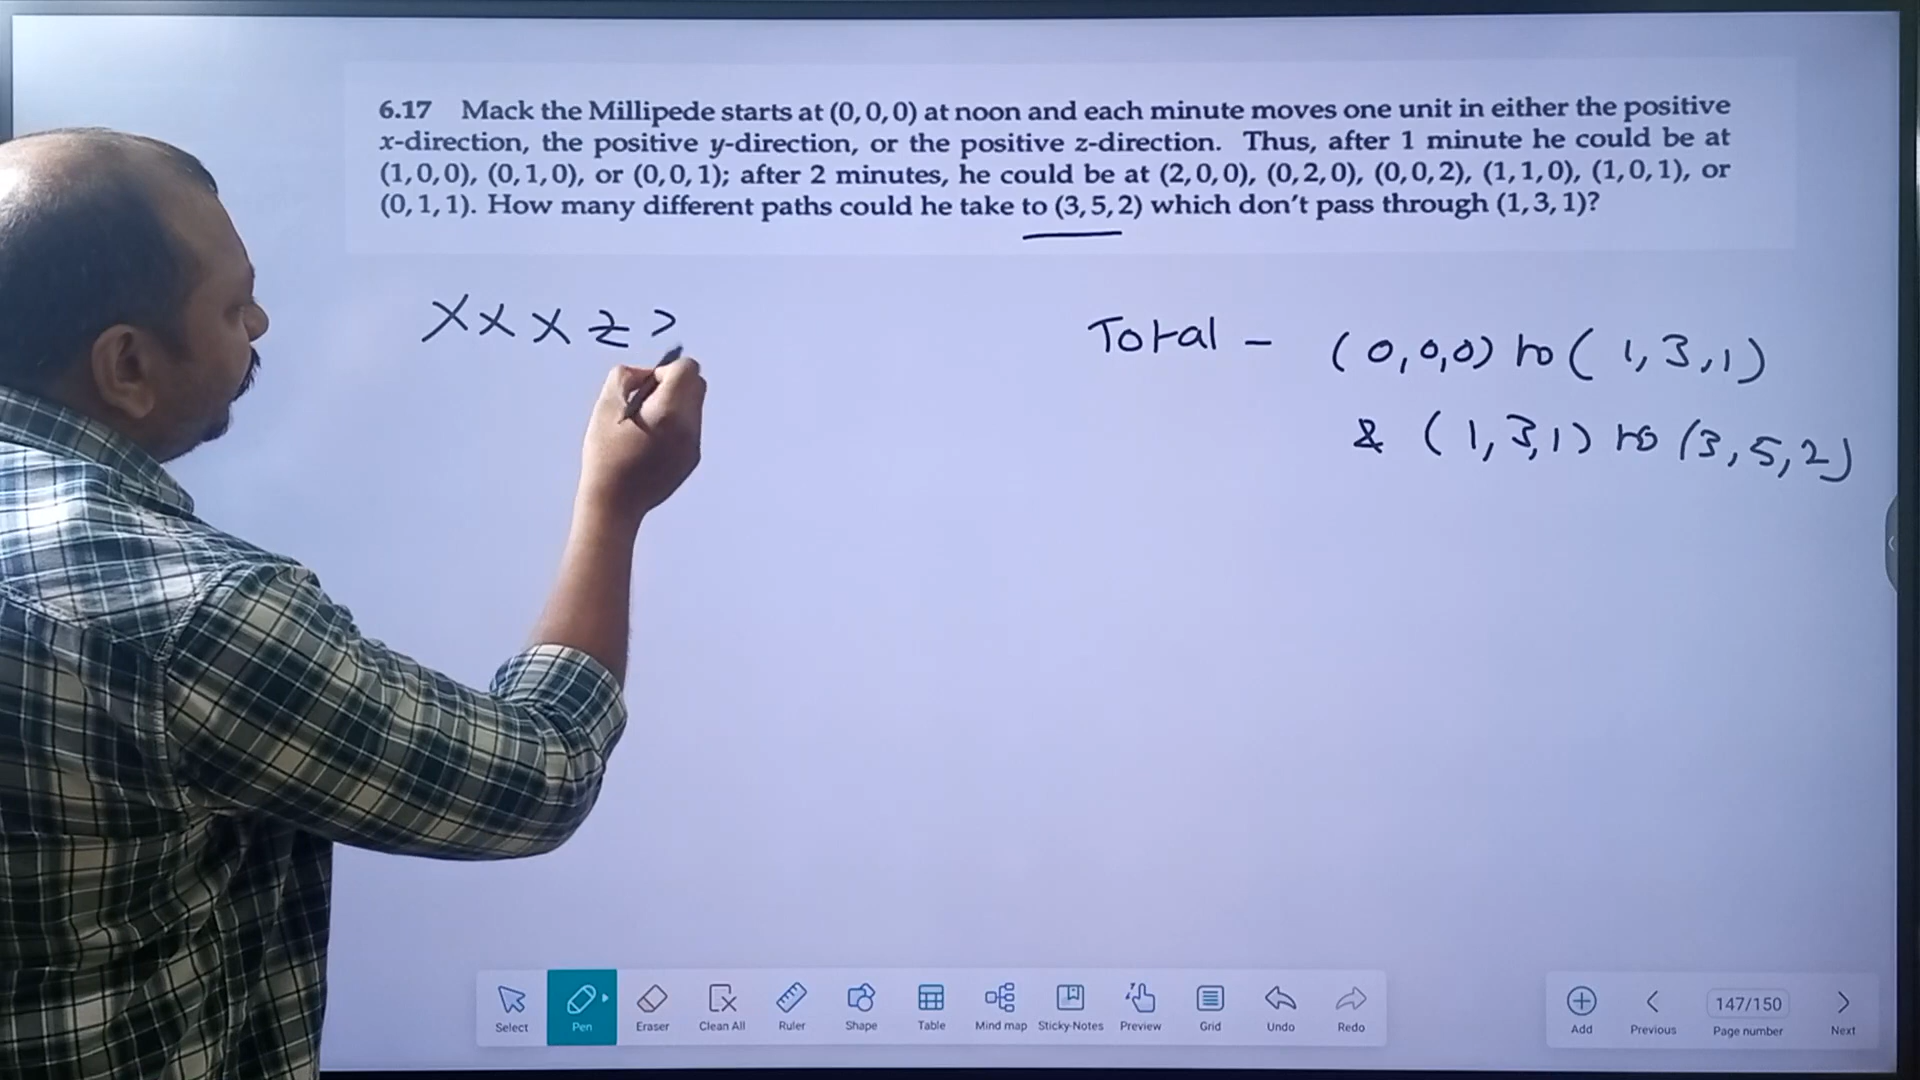 6.17 Mack the Millipede starts at (0,0,0) at noon and each minute moves one unit in either the positive
x-direction, the positive y-direction, or the positive z-direction. Thus, after 1 minute he could be at
(1,0,0), (0,1,0), or (0,0,1); after 2 minutes, he could be at (2,0,0), (0,2,0), (0,0,2), (1,1,0), (1,0,1), or
(0,1,1). How many different paths could he take to (3,5,2) which don't pass through (1,3,1)?
X X X Z
Total - (0,0,0) to (1,3,1)
& (1,3,1) to (3,5,2)
Select Pen Eraser Clean All Ruler Shape Table Mind map Sticky Notes Preview Grid Undo Redo
147/150
Add Previous Page number Next